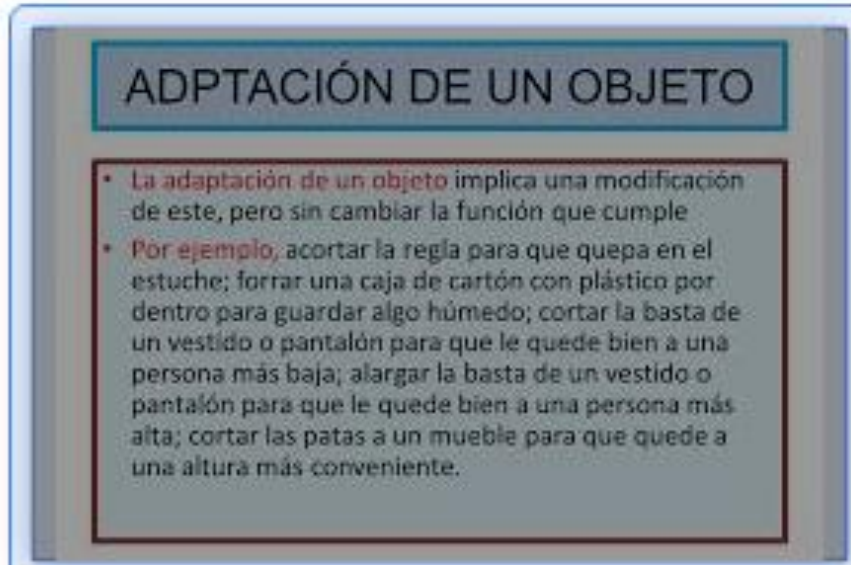 ADPTACIÓN DE UN OBJETO
• La adaptación de un objeto implica una modificación
de este, pero sin cambiar la función que cumple
• Por ejemplo, acortar la regla para que quepa en el
estuche; forrar una caja de cartón con plástico por
dentro para guardar algo húmedo; cortar la basta de
un vestido o pantalón para que le quede bien a una
persona más baja; alargar la basta de un vestido o
pantalón para que le quede bien a una persona más
alta; cortar las patas a un mueble para que quede a
una altura más conveniente.